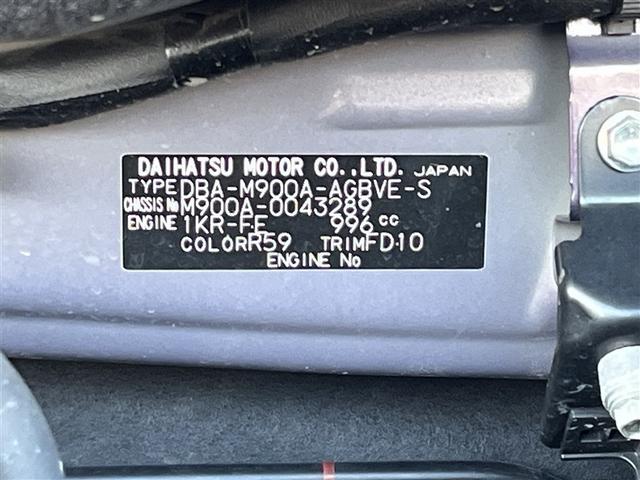 DAIHATSU MOTOR CO.,LTD. JAPAN
TYPE DBA-M900A-AGBVE-S
CHASSIS No M900A-0043289
ENGINE 1KR-FE 996 cc
COLOR R59 TRIM FD10
ENGINE No